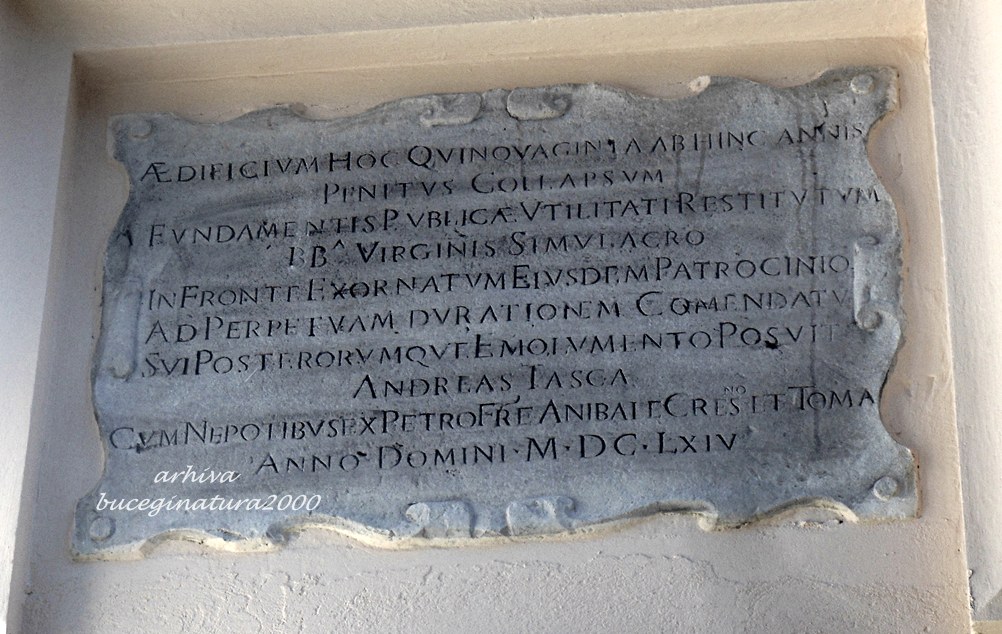 ÆDIFICIVM HOC QVINQVAGINTA AB HINC ANNIS
PENITVS COLLAPSVM
FVNDAMENTIS PVBLICÆ VTILITATI RESTITVTVM
BB^A VIRGINIS SIMVLACRO
IN FRONTE EXORNATVM EIVSDEM PATROCINIO
AD PERPETVAM DVRATIONEM COMENDATV
SVI POSTERORVMQVE EMOLVMENTO POSVIT
ANDREAS TASCA
CVM NEPOTIBVS EX PETRO FRE ANIBALE CRES^NO ET TOMA
ANNO DOMINI · M · DC · LXIV
arhiva
buceginatura2000